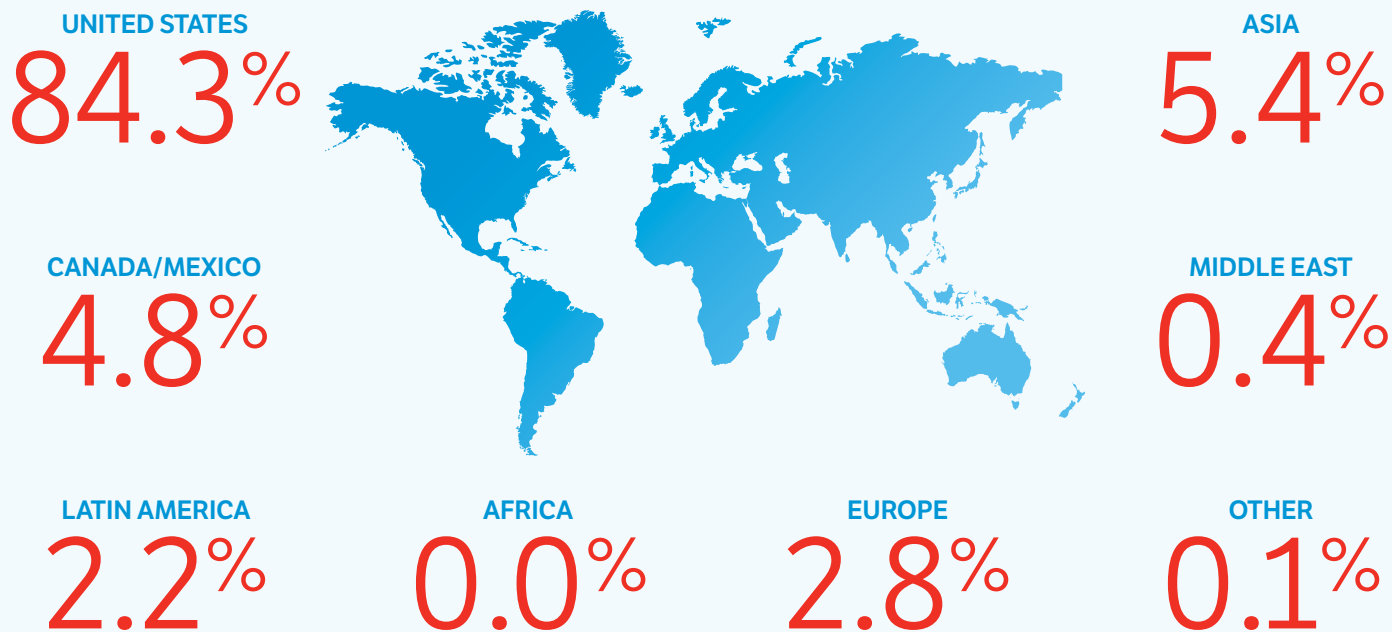 UNITED STATES
84.3%
ASIA
5.4%
CANADA/MEXICO
4.8%
MIDDLE EAST
0.4%
LATIN AMERICA
2.2%
AFRICA
0.0%
EUROPE
2.8%
OTHER
0.1%